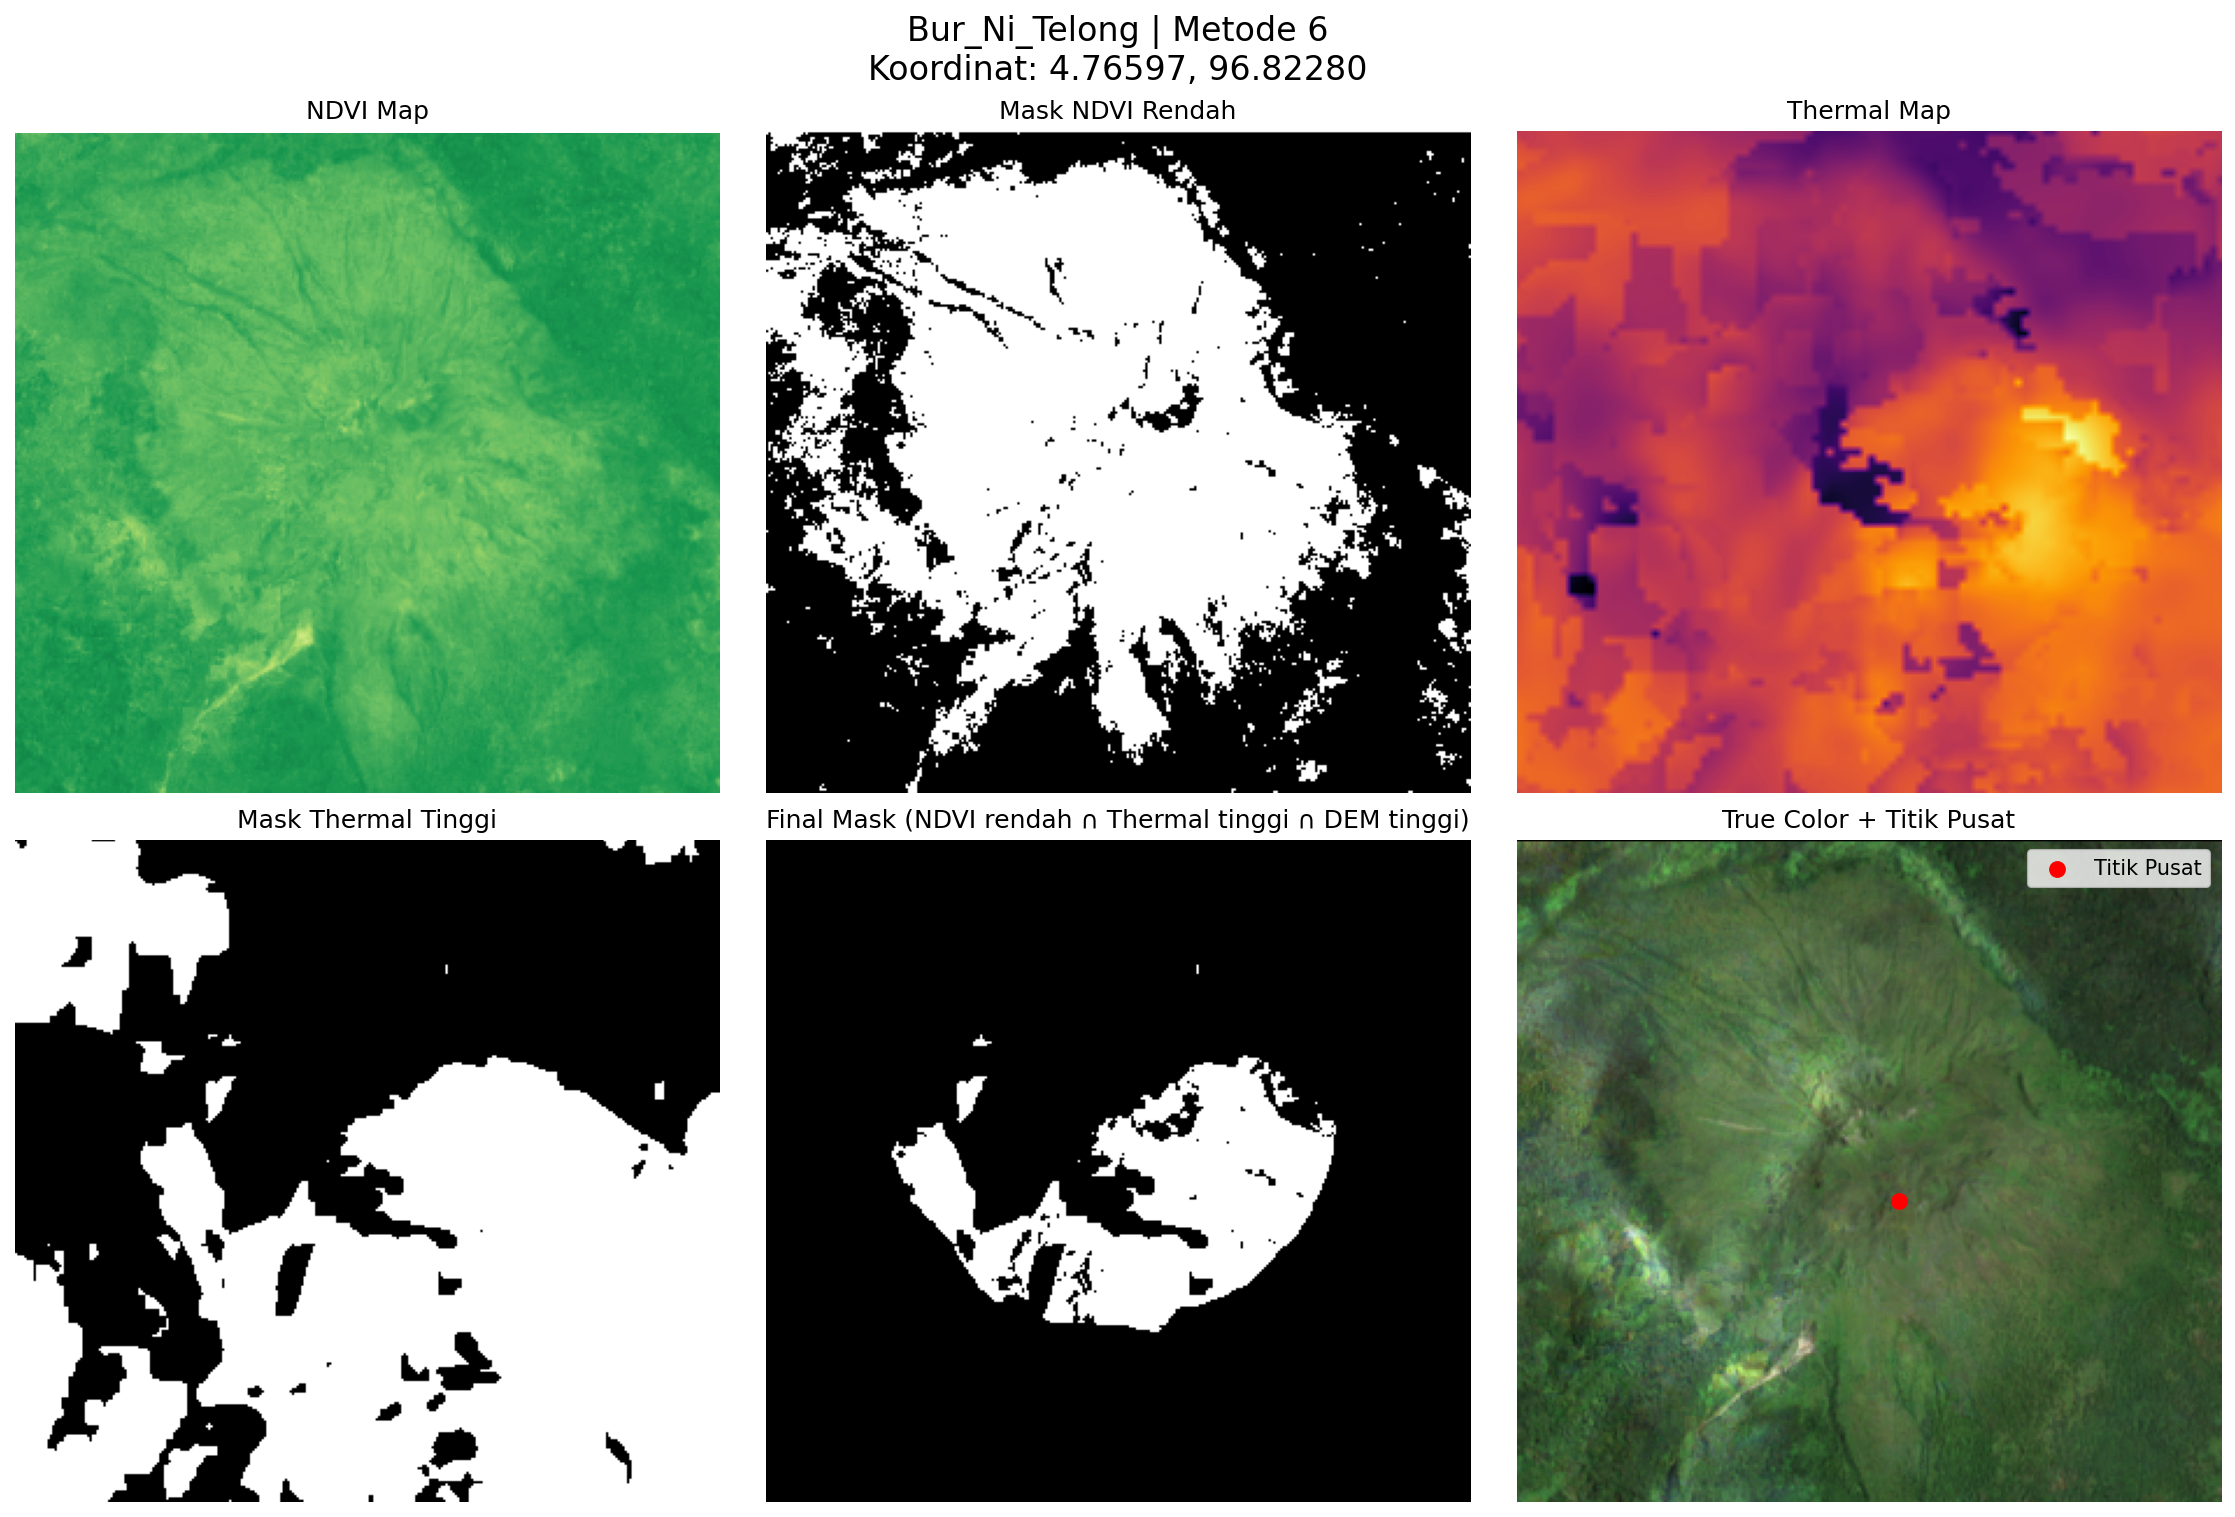 Bur_Ni_Telong | Metode 6
Koordinat: 4.76597, 96.82280
NDVI Map
Mask NDVI Rendah
Thermal Map
Mask Thermal Tinggi
Final Mask (NDVI rendah ∩ Thermal tinggi ∩ DEM tinggi)
True Color + Titik Pusat
Titik Pusat